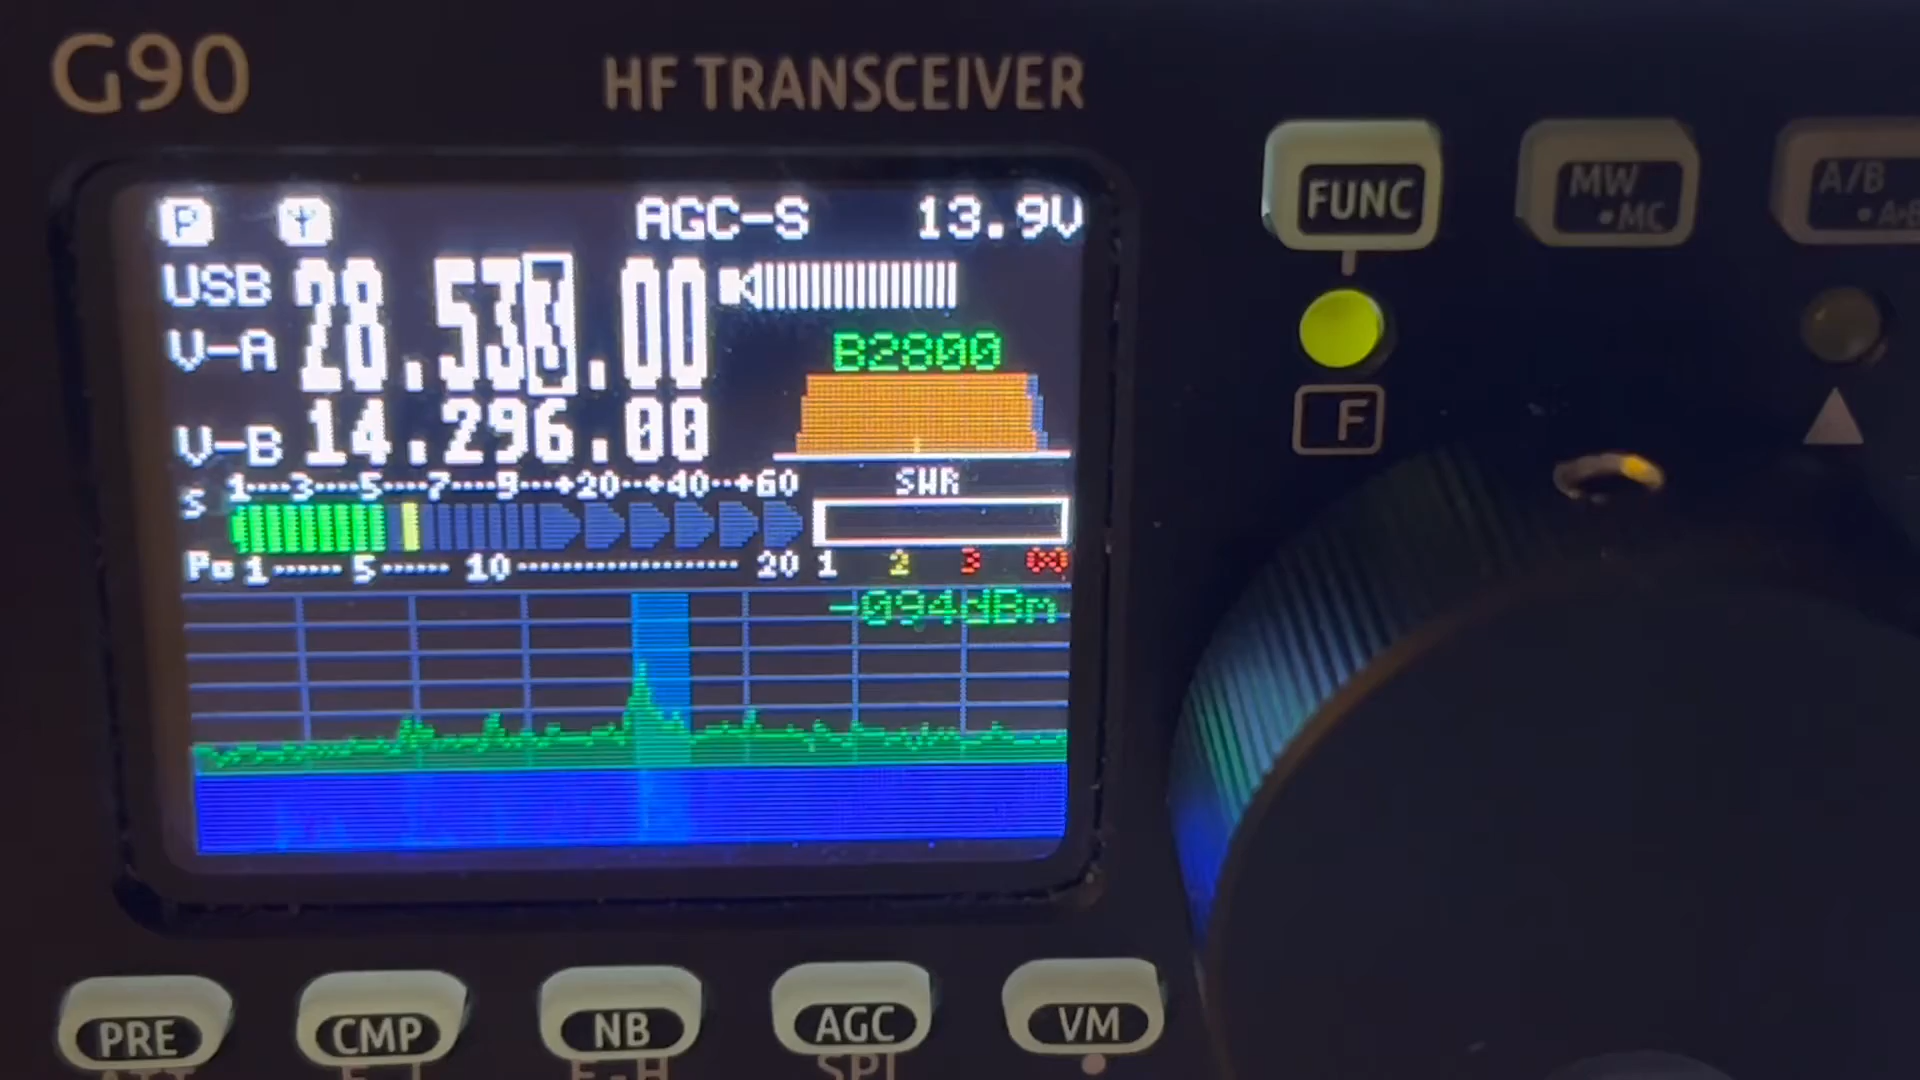 G90
HF TRANSCEIVER
P AGC-S 13.9V
USB
V-A 28.530.00
B2800
V-B 14.296.00
S 1 3 5 7 9 +20 +40 +60
SWR
Po 1 5 10 20
1 2 3 ∞
-094dBm
FUNC
F
MW
•MC
A/B
PRE
CMP
NB
AGC
VM